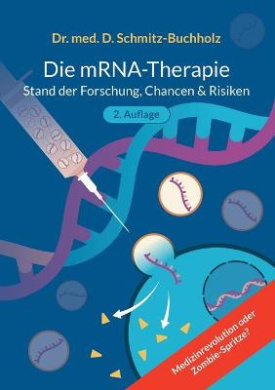 Dr. med. D. Schmitz-Buchholz
Die mRNA-Therapie
Stand der Forschung, Chancen & Risiken
2. Auflage
Medizinrevolution oder
Zombie-Spritze?